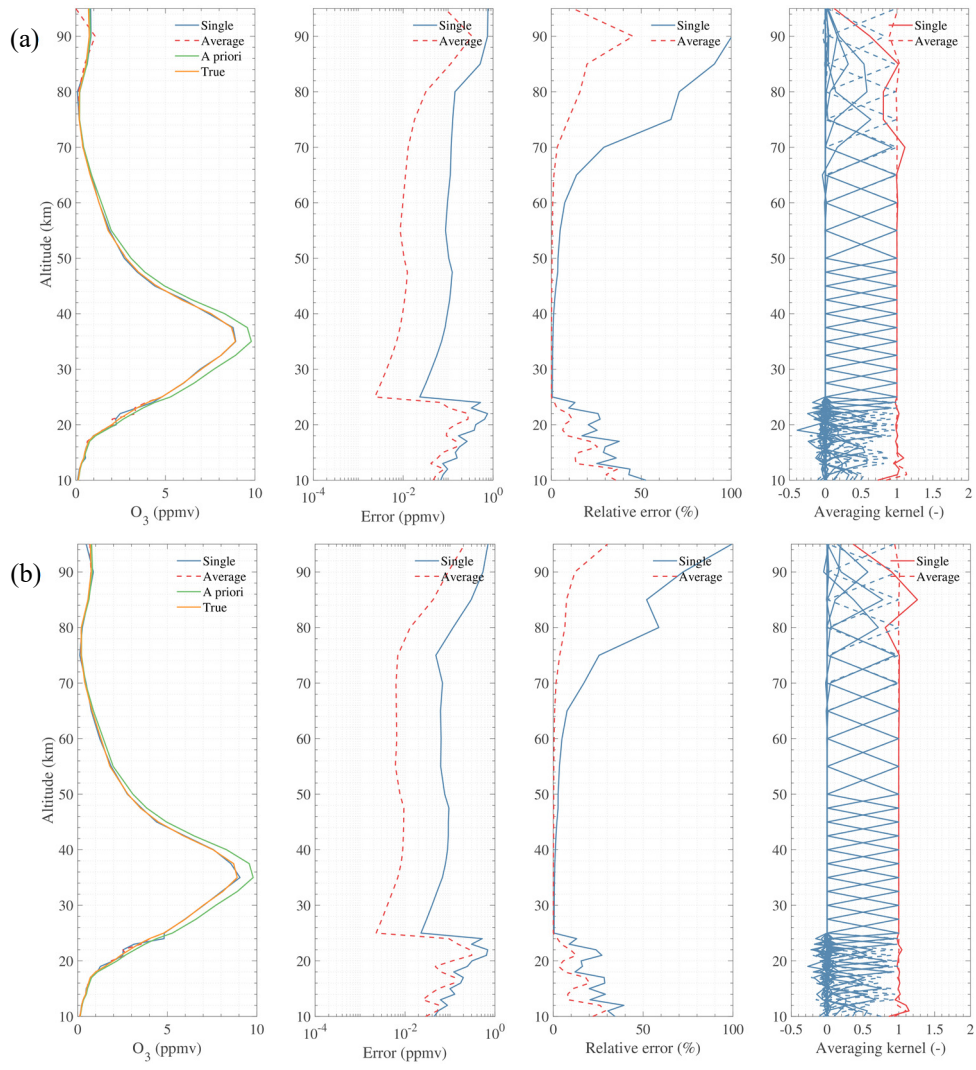 (a)
Altitude (km)
90
80
70
60
50
40
30
20
10
0 5 10
O3 (ppmv)
Single
Average
A priori
True
10^-4 10^-2 10^0
Error (ppmv)
Single
Average
0 50 100
Relative error (%)
Single
Average
-0.5 0 0.5 1 1.5 2
Averaging kernel (-)
Single
Average
(b)
Altitude (km)
90
80
70
60
50
40
30
20
10
0 5 10
O3 (ppmv)
Single
Average
A priori
True
10^-4 10^-2 10^0
Error (ppmv)
Single
Average
0 50 100
Relative error (%)
Single
Average
-0.5 0 0.5 1 1.5 2
Averaging kernel (-)
Single
Average